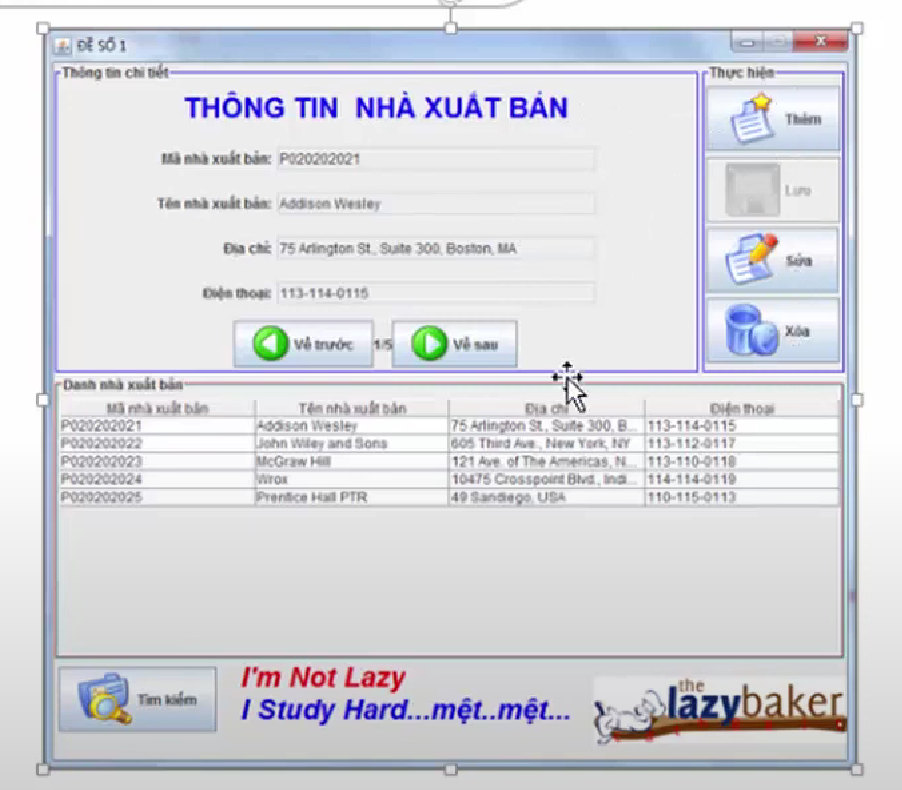 ĐỀ SỐ 1
Thông tin chi tiết
Thực hiện
THÔNG TIN NHÀ XUẤT BẢN
Thêm
Mã nhà xuất bản: P020202021
Lưu
Tên nhà xuất bản: Addison Wesley
Địa chỉ: 75 Arlington St., Suite 300, Boston, MA
Sửa
Điện thoại: 113-114-0115
Về trước 1/5 Về sau
Xóa
Danh nhà xuất bản
Mã nhà xuất bản Tên nhà xuất bản Địa chỉ Điện thoại
P020202021 Addison Wesley 75 Arlington St., Suite 300, B... 113-114-0115
P020202022 John Wiley and Sons 605 Third Ave., New York, NY 113-112-0117
P020202023 McGraw Hill 121 Ave. of The Americas, N... 113-110-0118
P020202024 Wrox 10475 Crosspoint Blvd., Indi... 114-114-0119
P020202025 Prentice Hall PTR 49 Sandiego, USA 110-115-0113
Tìm kiếm
I'm Not Lazy
I Study Hard...mệt..mệt...
the
lazybaker